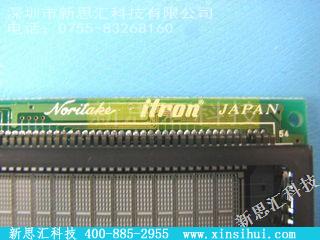 深圳市新思汇科技有限公司
电话：0755-83268160
Noritake itron JAPAN
54
新思汇科技
新思汇科技 400-885-2955 www.xinsihui.com